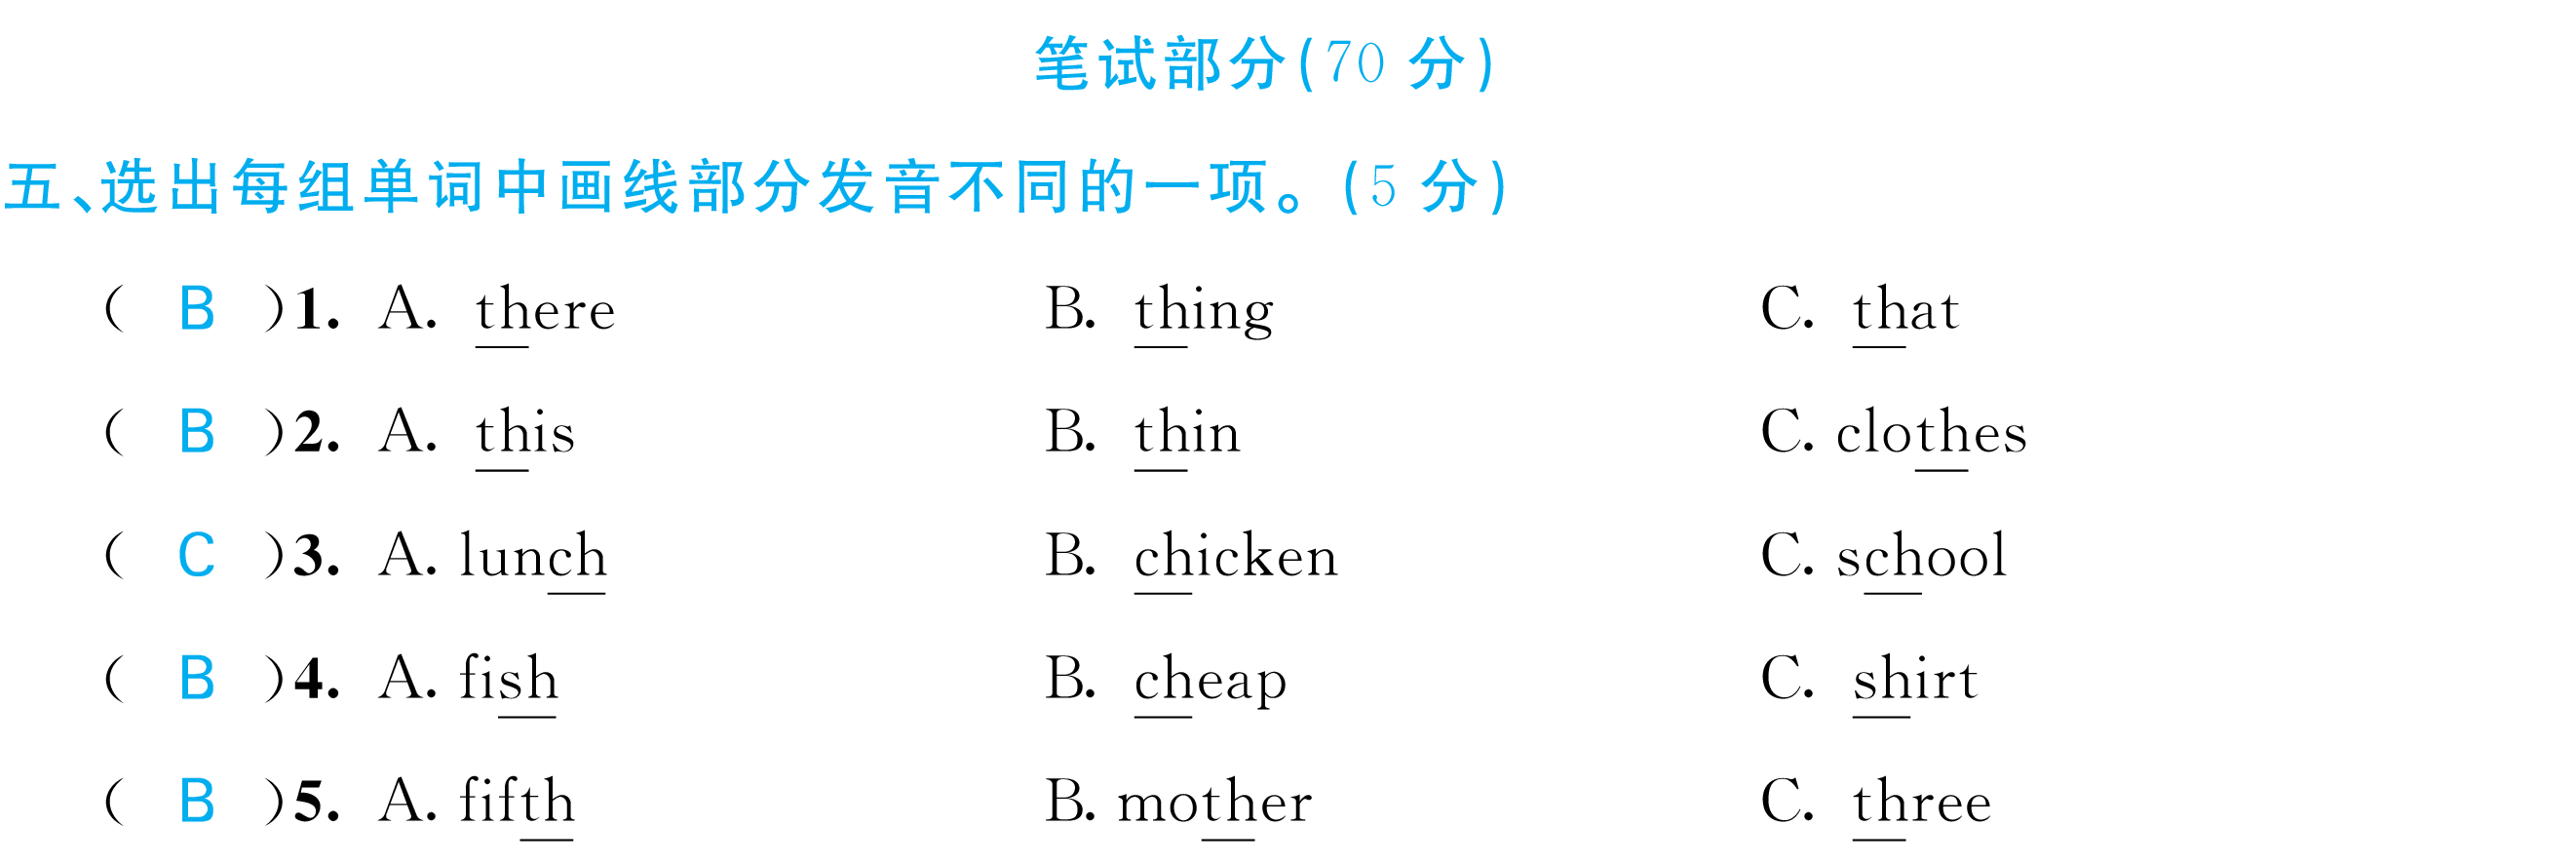 笔试部分(70 分)
五、选出每组单词中画线部分发音不同的一项。(5 分)
( B )1. A. there B. thing C. that
( B )2. A. this B. thin C. clothes
( C )3. A. lunch B. chicken C. school
( B )4. A. fish B. cheap C. shirt
( B )5. A. fifth B. mother C. three